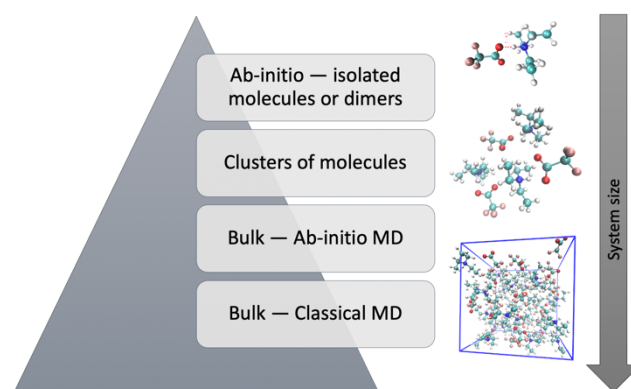 Ab-initio — isolated
molecules or dimers
Clusters of molecules
Bulk — Ab-initio MD
Bulk — Classical MD
System size